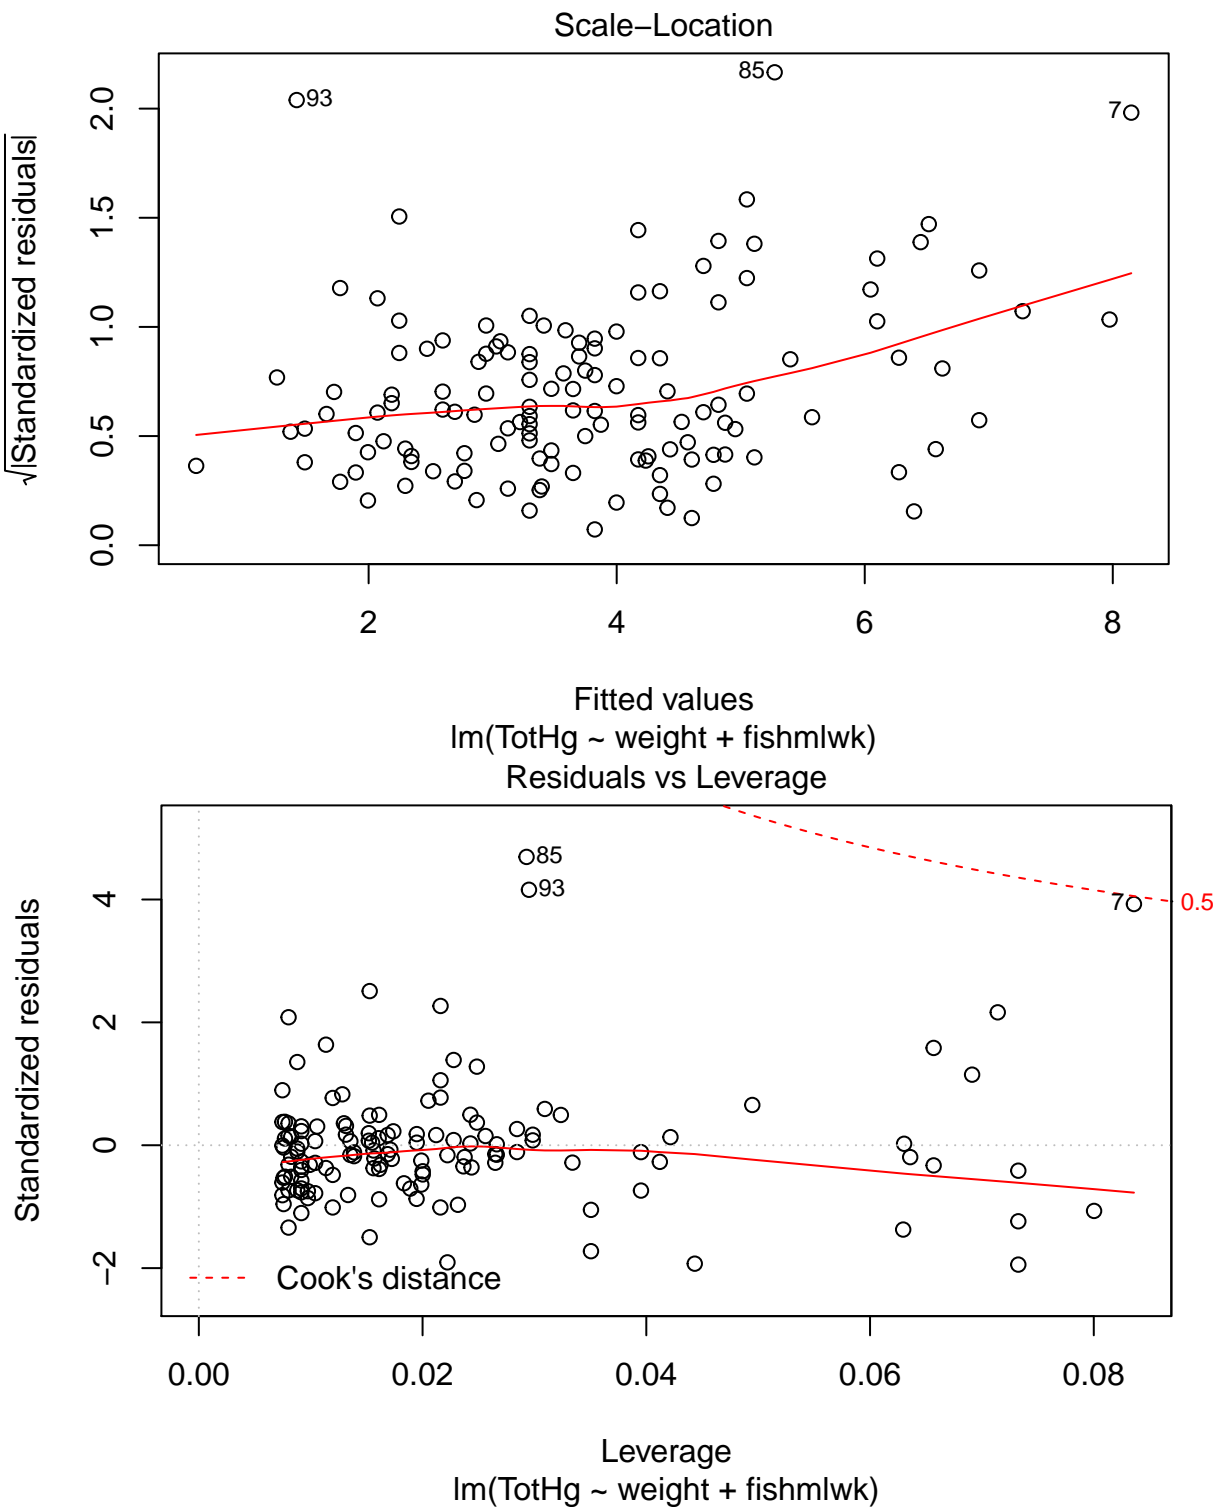 Scale−Location
√|Standardized residuals|
0.0 0.5 1.0 1.5 2.0
93
85
7
2 4 6 8
Fitted values
lm(TotHg ~ weight + fishmlwk)
Residuals vs Leverage
Standardized residuals
−2 0 2 4
85
93
7
0.5
Cook's distance
0.00 0.02 0.04 0.06 0.08
Leverage
lm(TotHg ~ weight + fishmlwk)